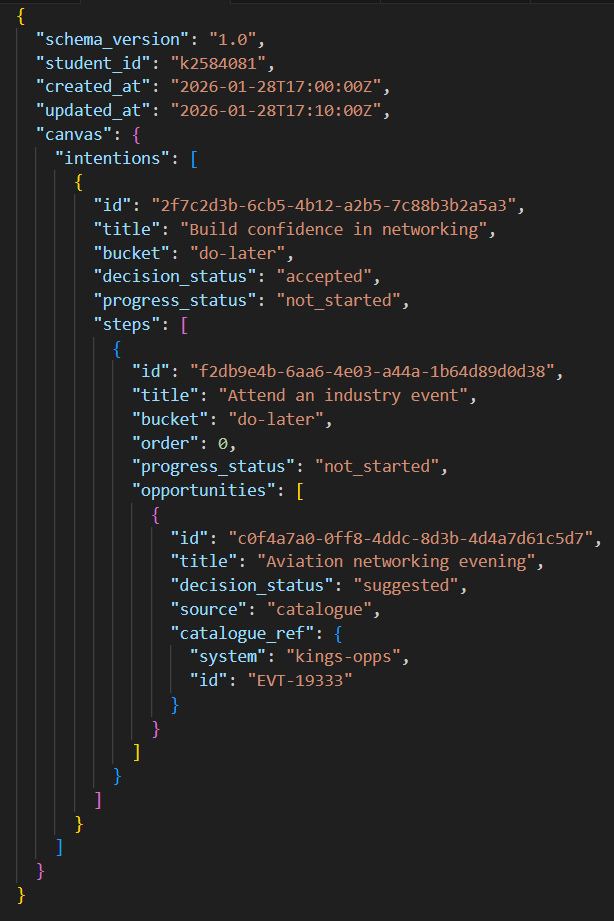 {
"schema_version": "1.0",
"student_id": "k2584081",
"created_at": "2026-01-28T17:00:00Z",
"updated_at": "2026-01-28T17:10:00Z",
"canvas": {
"intentions": [
{
"id": "2f7c2d3b-6cb5-4b12-a2b5-7c88b3b2a5a3",
"title": "Build confidence in networking",
"bucket": "do-later",
"decision_status": "accepted",
"progress_status": "not_started",
"steps": [
{
"id": "f2db9e4b-6aa6-4e03-a44a-1b64d89d0d38",
"title": "Attend an industry event",
"bucket": "do-later",
"order": 0,
"progress_status": "not_started",
"opportunities": [
{
"id": "c0f4a7a0-0ff8-4ddc-8d3b-4d4a7d61c5d7",
"title": "Aviation networking evening",
"decision_status": "suggested",
"source": "catalogue",
"catalogue_ref": {
"system": "kings-opps",
"id": "EVT-19333"
}
}
]
}
]
}
]
}
}